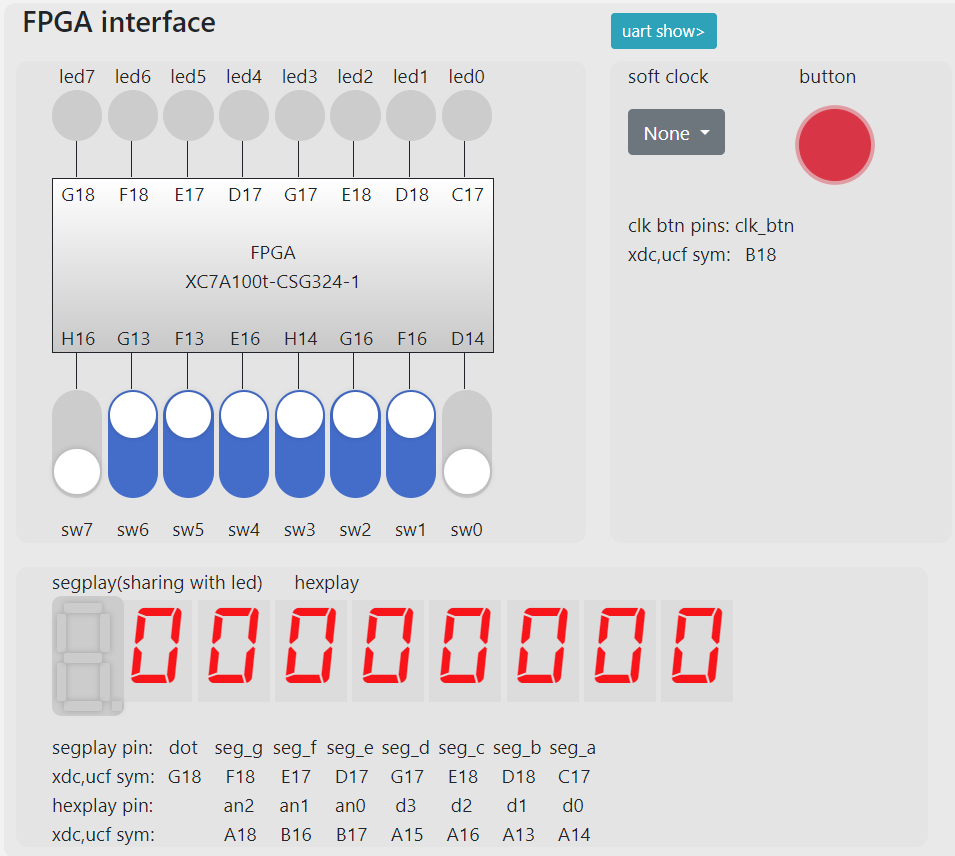 FPGA interface
uart show>
led7 led6 led5 led4 led3 led2 led1 led0
soft clock button
None
G18 F18 E17 D17 G17 E18 D18 C17
clk btn pins: clk_btn
FPGA
xdc,ucf sym: B18
XC7A100t-CSG324-1
H16 G13 F13 E16 H14 G16 F16 D14
sw7 sw6 sw5 sw4 sw3 sw2 sw1 sw0
segplay(sharing with led) hexplay
0 0 0 0 0 0 0 0
segplay pin: dot seg_g seg_f seg_e seg_d seg_c seg_b seg_a
xdc,ucf sym: G18 F18 E17 D17 G17 E18 D18 C17
hexplay pin: an2 an1 an0 d3 d2 d1 d0
xdc,ucf sym: A18 B16 B17 A15 A16 A13 A14